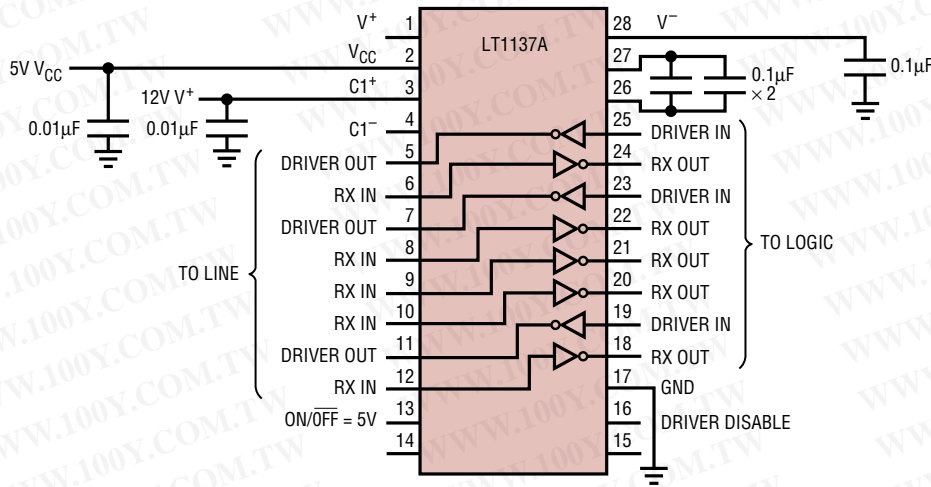 LT1137A
V+ 1
VCC 2
5V VCC
C1+ 3
12V V+
C1− 4
0.01µF
0.01µF
DRIVER OUT 5
RX IN 6
DRIVER OUT 7
RX IN 8
RX IN 9
RX IN 10
DRIVER OUT 11
RX IN 12
ON/OFF = 5V 13
14
TO LINE
28 V−
0.1µF
27
26
0.1µF
× 2
25 DRIVER IN
24 RX OUT
23 DRIVER IN
22 RX OUT
21 RX OUT
20 RX OUT
19 DRIVER IN
18 RX OUT
17 GND
16 DRIVER DISABLE
15
TO LOGIC
WWW.100Y.COM.TW